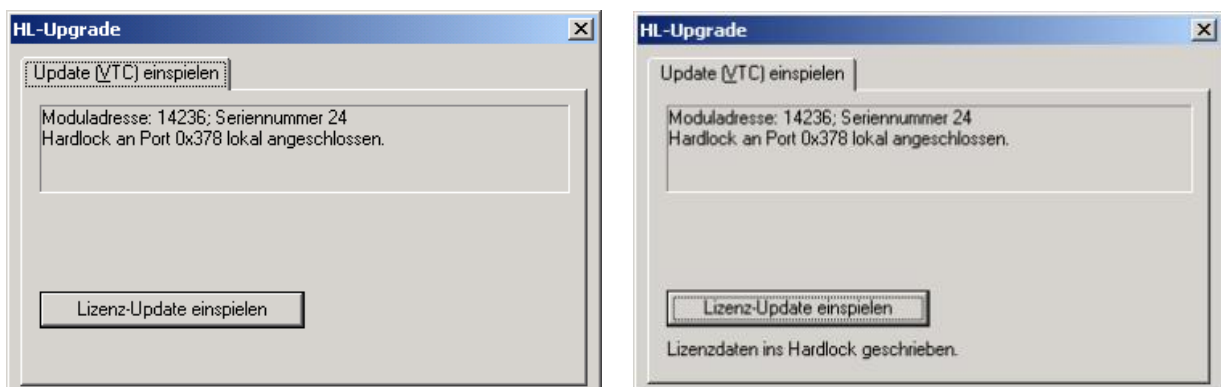 HL-Upgrade
Update (VTC) einspielen
Moduladresse: 14236; Seriennummer 24
Hardlock an Port 0x378 lokal angeschlossen.
Lizenz-Update einspielen
HL-Upgrade
Update (VTC) einspielen
Moduladresse: 14236; Seriennummer 24
Hardlock an Port 0x378 lokal angeschlossen.
Lizenz-Update einspielen
Lizenzdaten ins Hardlock geschrieben.